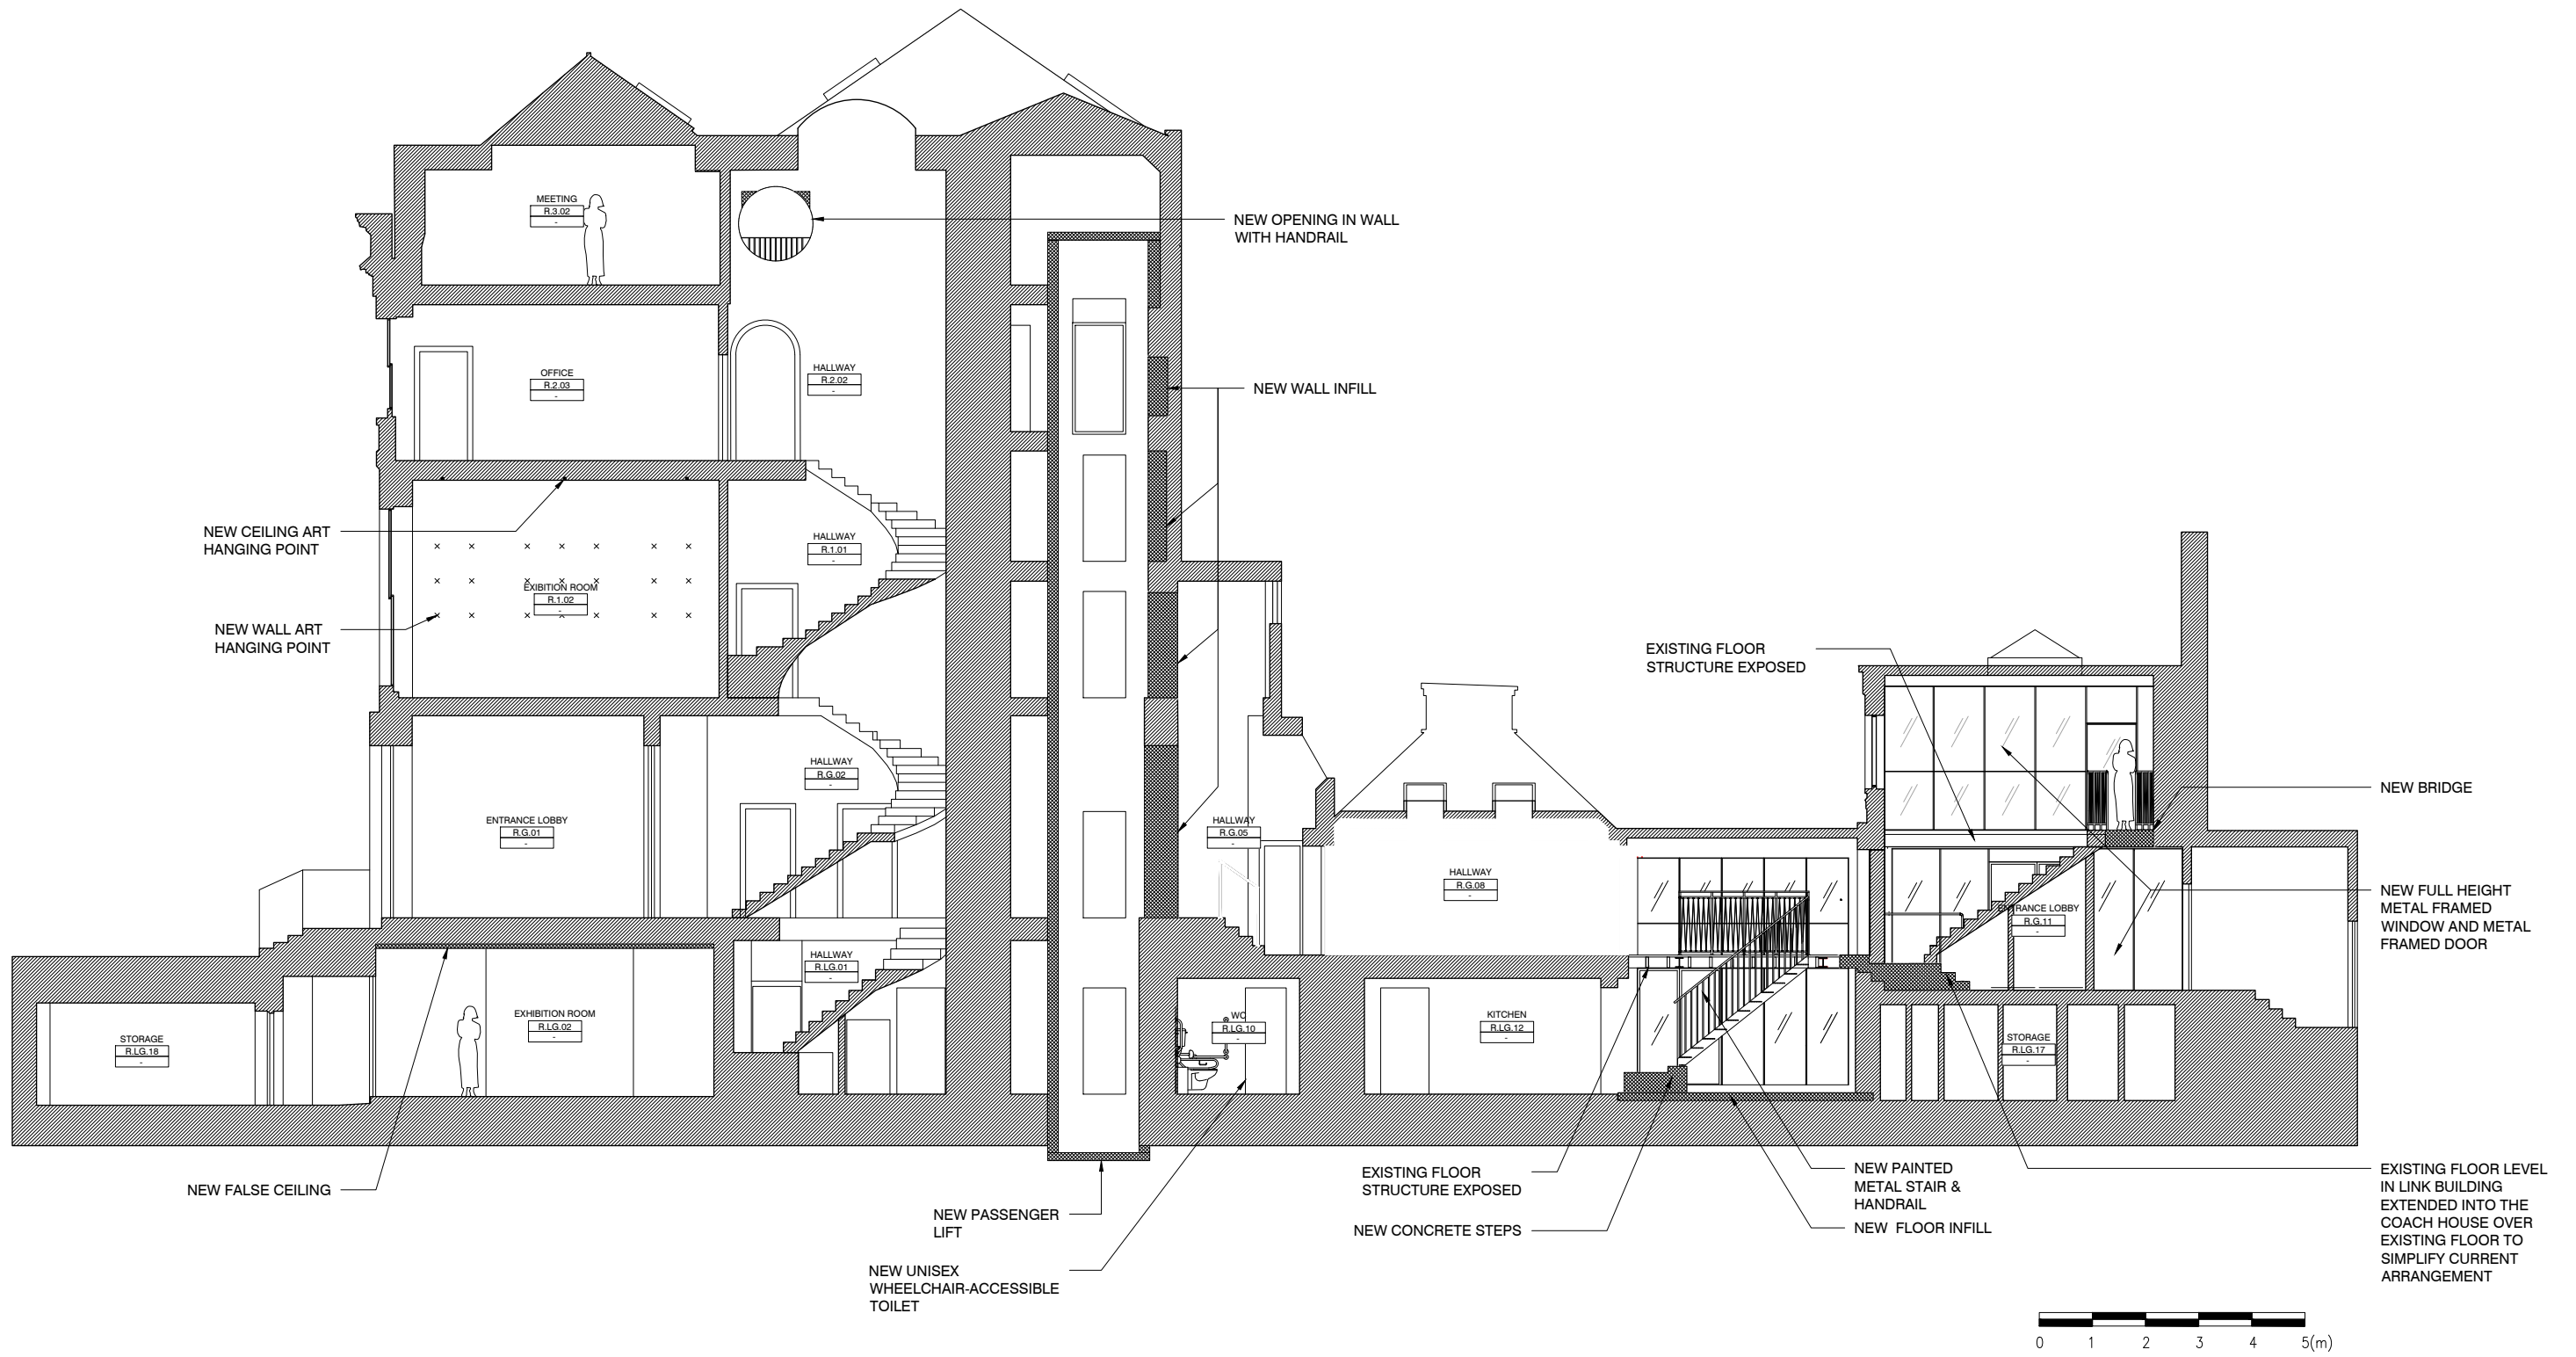 MEETING
R.3.02
-
NEW OPENING IN WALL
WITH HANDRAIL
OFFICE
R.2.03
-
HALLWAY
R.2.02
-
NEW WALL INFILL
NEW CEILING ART
HANGING POINT
HALLWAY
R.1.01
-
EXIBITION ROOM
R.1.02
-
NEW WALL ART
HANGING POINT
EXISTING FLOOR
STRUCTURE EXPOSED
HALLWAY
R.G.02
-
NEW BRIDGE
ENTRANCE LOBBY
R.G.01
-
HALLWAY
R.G.05
-
HALLWAY
R.G.08
-
ENTRANCE LOBBY
R.G.11
-
NEW FULL HEIGHT
METAL FRAMED
WINDOW AND METAL
FRAMED DOOR
HALLWAY
R.LG.01
-
STORAGE
R.LG.18
-
EXHIBITION ROOM
R.LG.02
-
WC
R.LG.10
-
KITCHEN
R.LG.12
-
STORAGE
R.LG.17
-
NEW FALSE CEILING
NEW PASSENGER
LIFT
NEW UNISEX
WHEELCHAIR-ACCESSIBLE
TOILET
EXISTING FLOOR
STRUCTURE EXPOSED
NEW CONCRETE STEPS
NEW PAINTED
METAL STAIR &
HANDRAIL
NEW FLOOR INFILL
EXISTING FLOOR LEVEL
IN LINK BUILDING
EXTENDED INTO THE
COACH HOUSE OVER
EXISTING FLOOR TO
SIMPLIFY CURRENT
ARRANGEMENT
0 1 2 3 4 5(m)